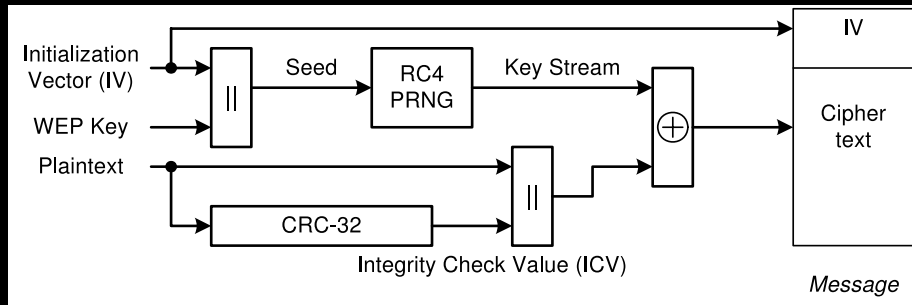 IV
Initialization
Vector (IV)
Seed
RC4
PRNG
Key Stream
||
WEP Key
Cipher
text
Plaintext
||
CRC-32
Integrity Check Value (ICV)
Message